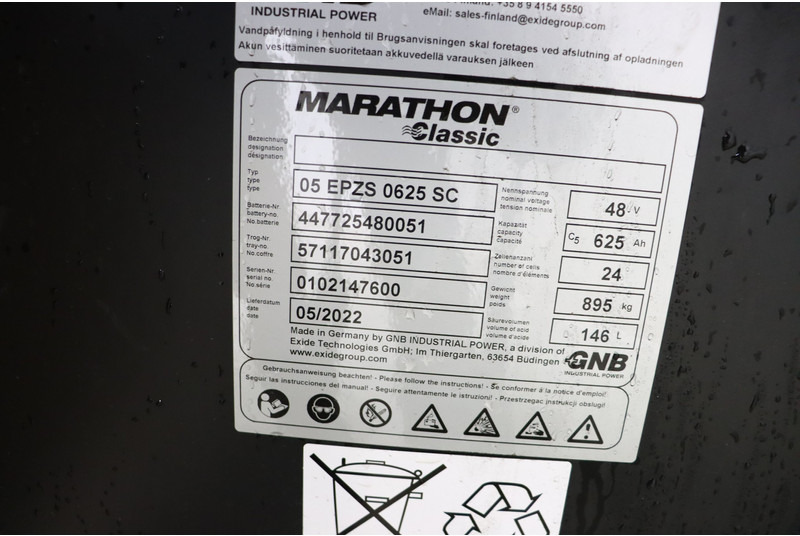 INDUSTRIAL POWER
+35 8 9 4154 5550
eMail: sales-finland@exidegroup.com
Vandpåfyldning i henhold til Brugsanvisningen skal foretages ved afslutning af opladningen
Akun vesittäminen suoritetaan akkuvedellä varauksen jälkeen
MARATHON®
Classic
Bezeichnung
designation
désignation
Typ
type
type
05 EPZS 0625 SC
Nennspannung
nominal voltage
tension nominale
48 V
Batterie-Nr.
battery-no.
No.batterie
447725480051
Kapazität
capacity
capacité
C5 625 Ah
Trog-Nr.
tray-no.
No.coffre
57117043051
Zellenanzahl
number of cells
nombre d'éléments
24
Serien-Nr.
serial no.
No.série
0102147600
Gewicht
weight
poids
895 kg
Lieferdatum
date
date
05/2022
Säurevolumen
volume of acid
volume d'acide
146 L
Made in Germany by GNB INDUSTRIAL POWER, a division of
Exide Technologies GmbH; Im Thiergarten, 63654 Büdingen
www.exidegroup.com
GNB
INDUSTRIAL POWER
Gebrauchsanweisung beachten! - Please follow the instructions! - Se conformer à la notice d'emploi!
Seguir las instrucciones del manual! - Seguire attentamente le istruzioni! - Przestrzegac instrukcji obslugi!